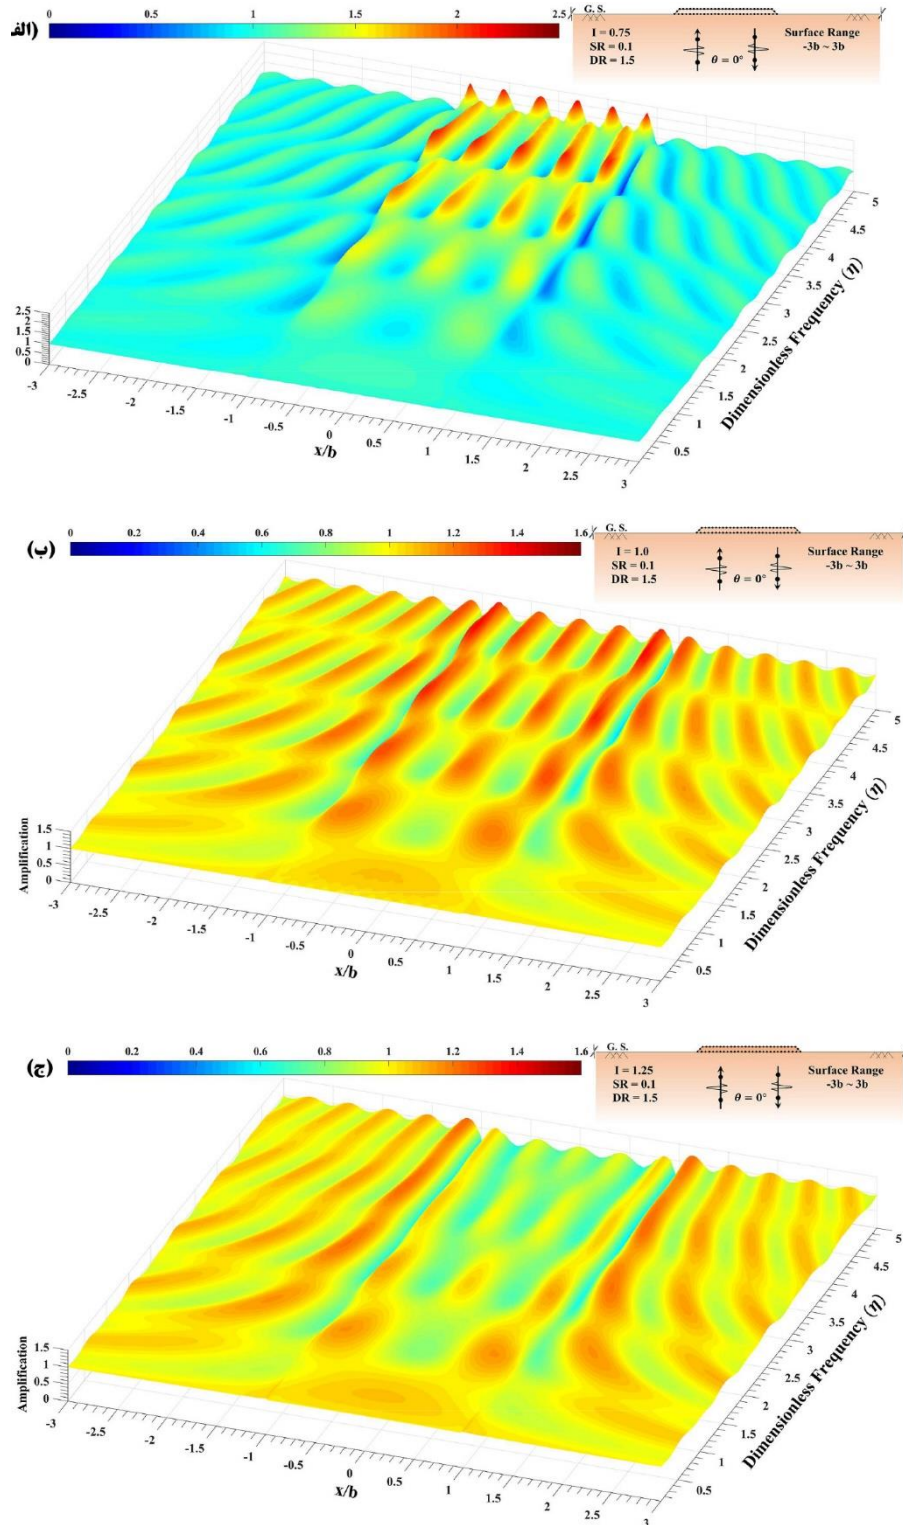 (الف
0 0.5 1 1.5 2 2.5
G. S.
I = 0.75
SR = 0.1
DR = 1.5
θ = 0°
Surface Range
-3b ~ 3b
2.5
2
1.5
1
0.5
0
-3 -2.5 -2 -1.5 -1 -0.5 0 0.5 1 1.5 2 2.5 3
x/b
0.5 1 1.5 2 2.5 3 3.5 4 4.5 5
Dimensionless Frequency (η)
(ب)
0 0.2 0.4 0.6 0.8 1 1.2 1.4 1.6
G. S.
I = 1.0
SR = 0.1
DR = 1.5
θ = 0°
Surface Range
-3b ~ 3b
Amplification
1.5
1
0.5
0
-3 -2.5 -2 -1.5 -1 -0.5 0 0.5 1 1.5 2 2.5 3
x/b
0.5 1 1.5 2 2.5 3 3.5 4 4.5 5
Dimensionless Frequency (η)
(ج)
0 0.2 0.4 0.6 0.8 1 1.2 1.4 1.6
G. S.
I = 1.25
SR = 0.1
DR = 1.5
θ = 0°
Surface Range
-3b ~ 3b
Amplification
1.5
1
0.5
0
-3 -2.5 -2 -1.5 -1 -0.5 0 0.5 1 1.5 2 2.5 3
x/b
0.5 1 1.5 2 2.5 3 3.5 4 4.5 5
Dimensionless Frequency (η)